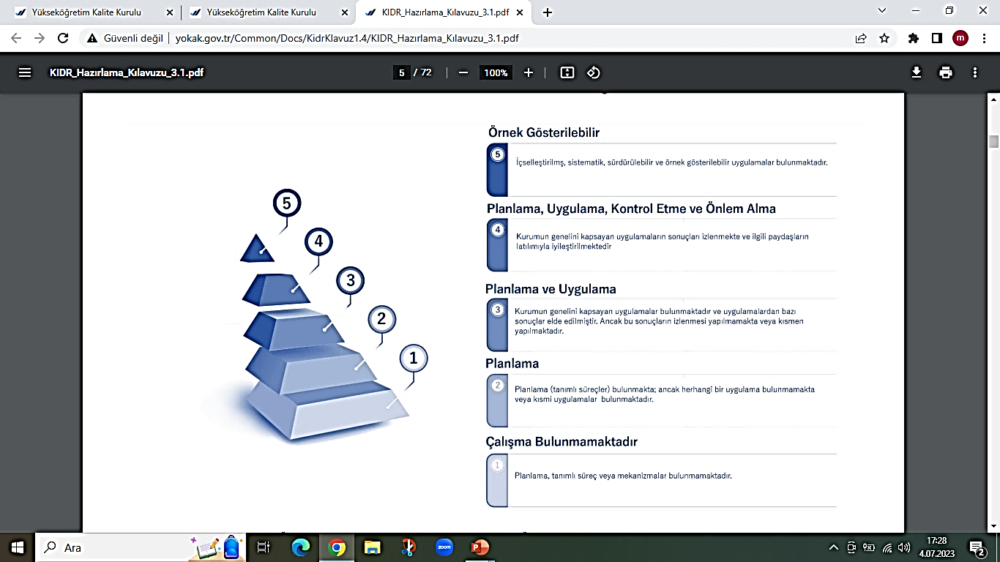 Yükseköğretim Kalite Kurulu
Yükseköğretim Kalite Kurulu
KIDR_Hazırlama_Kılavuzu_3.1.pdf
Güvenli değil
yokak.gov.tr/Common/Docs/KidrKlavuz1.4/KIDR_Hazırlama_Kılavuzu_3.1.pdf
m
KIDR_Hazırlama_Kılavuzu_3.1.pdf
5 / 72
100%
5
4
3
2
1
Örnek Gösterilebilir
5
İçselleştirilmş, sistematik, sürdürülebilir ve örnek gösterilebilir uygulamalar bulunmaktadır.
Planlama, Uygulama, Kontrol Etme ve Önlem Alma
4
Kurumun genelini kapsayan uygulamaların sonuçları izlenmekte ve ilgili paydaşların
latılımıyla iyileştirilmektedir
Planlama ve Uygulama
3
Kurumun genelini kapsayan uygulamalar bulunmaktadır ve uygulamalardan bazı
sonuçlar elde edilmiştir. Ancak bu sonuçların izlenmesi yapılmamakta veya kısmen
yapılmaktadır.
Planlama
2
Planlama (tanımlı süreçler) bulunmakta; ancak herhangi bir uygulama bulunmamakta
veya kısmi uygulamalar bulunmaktadır.
Çalışma Bulunmamaktadır
1
Planlama, tanımlı süreç veya mekanizmalar bulunmamaktadır.
Ara
zoom
P
17:28
4.07.2023
2